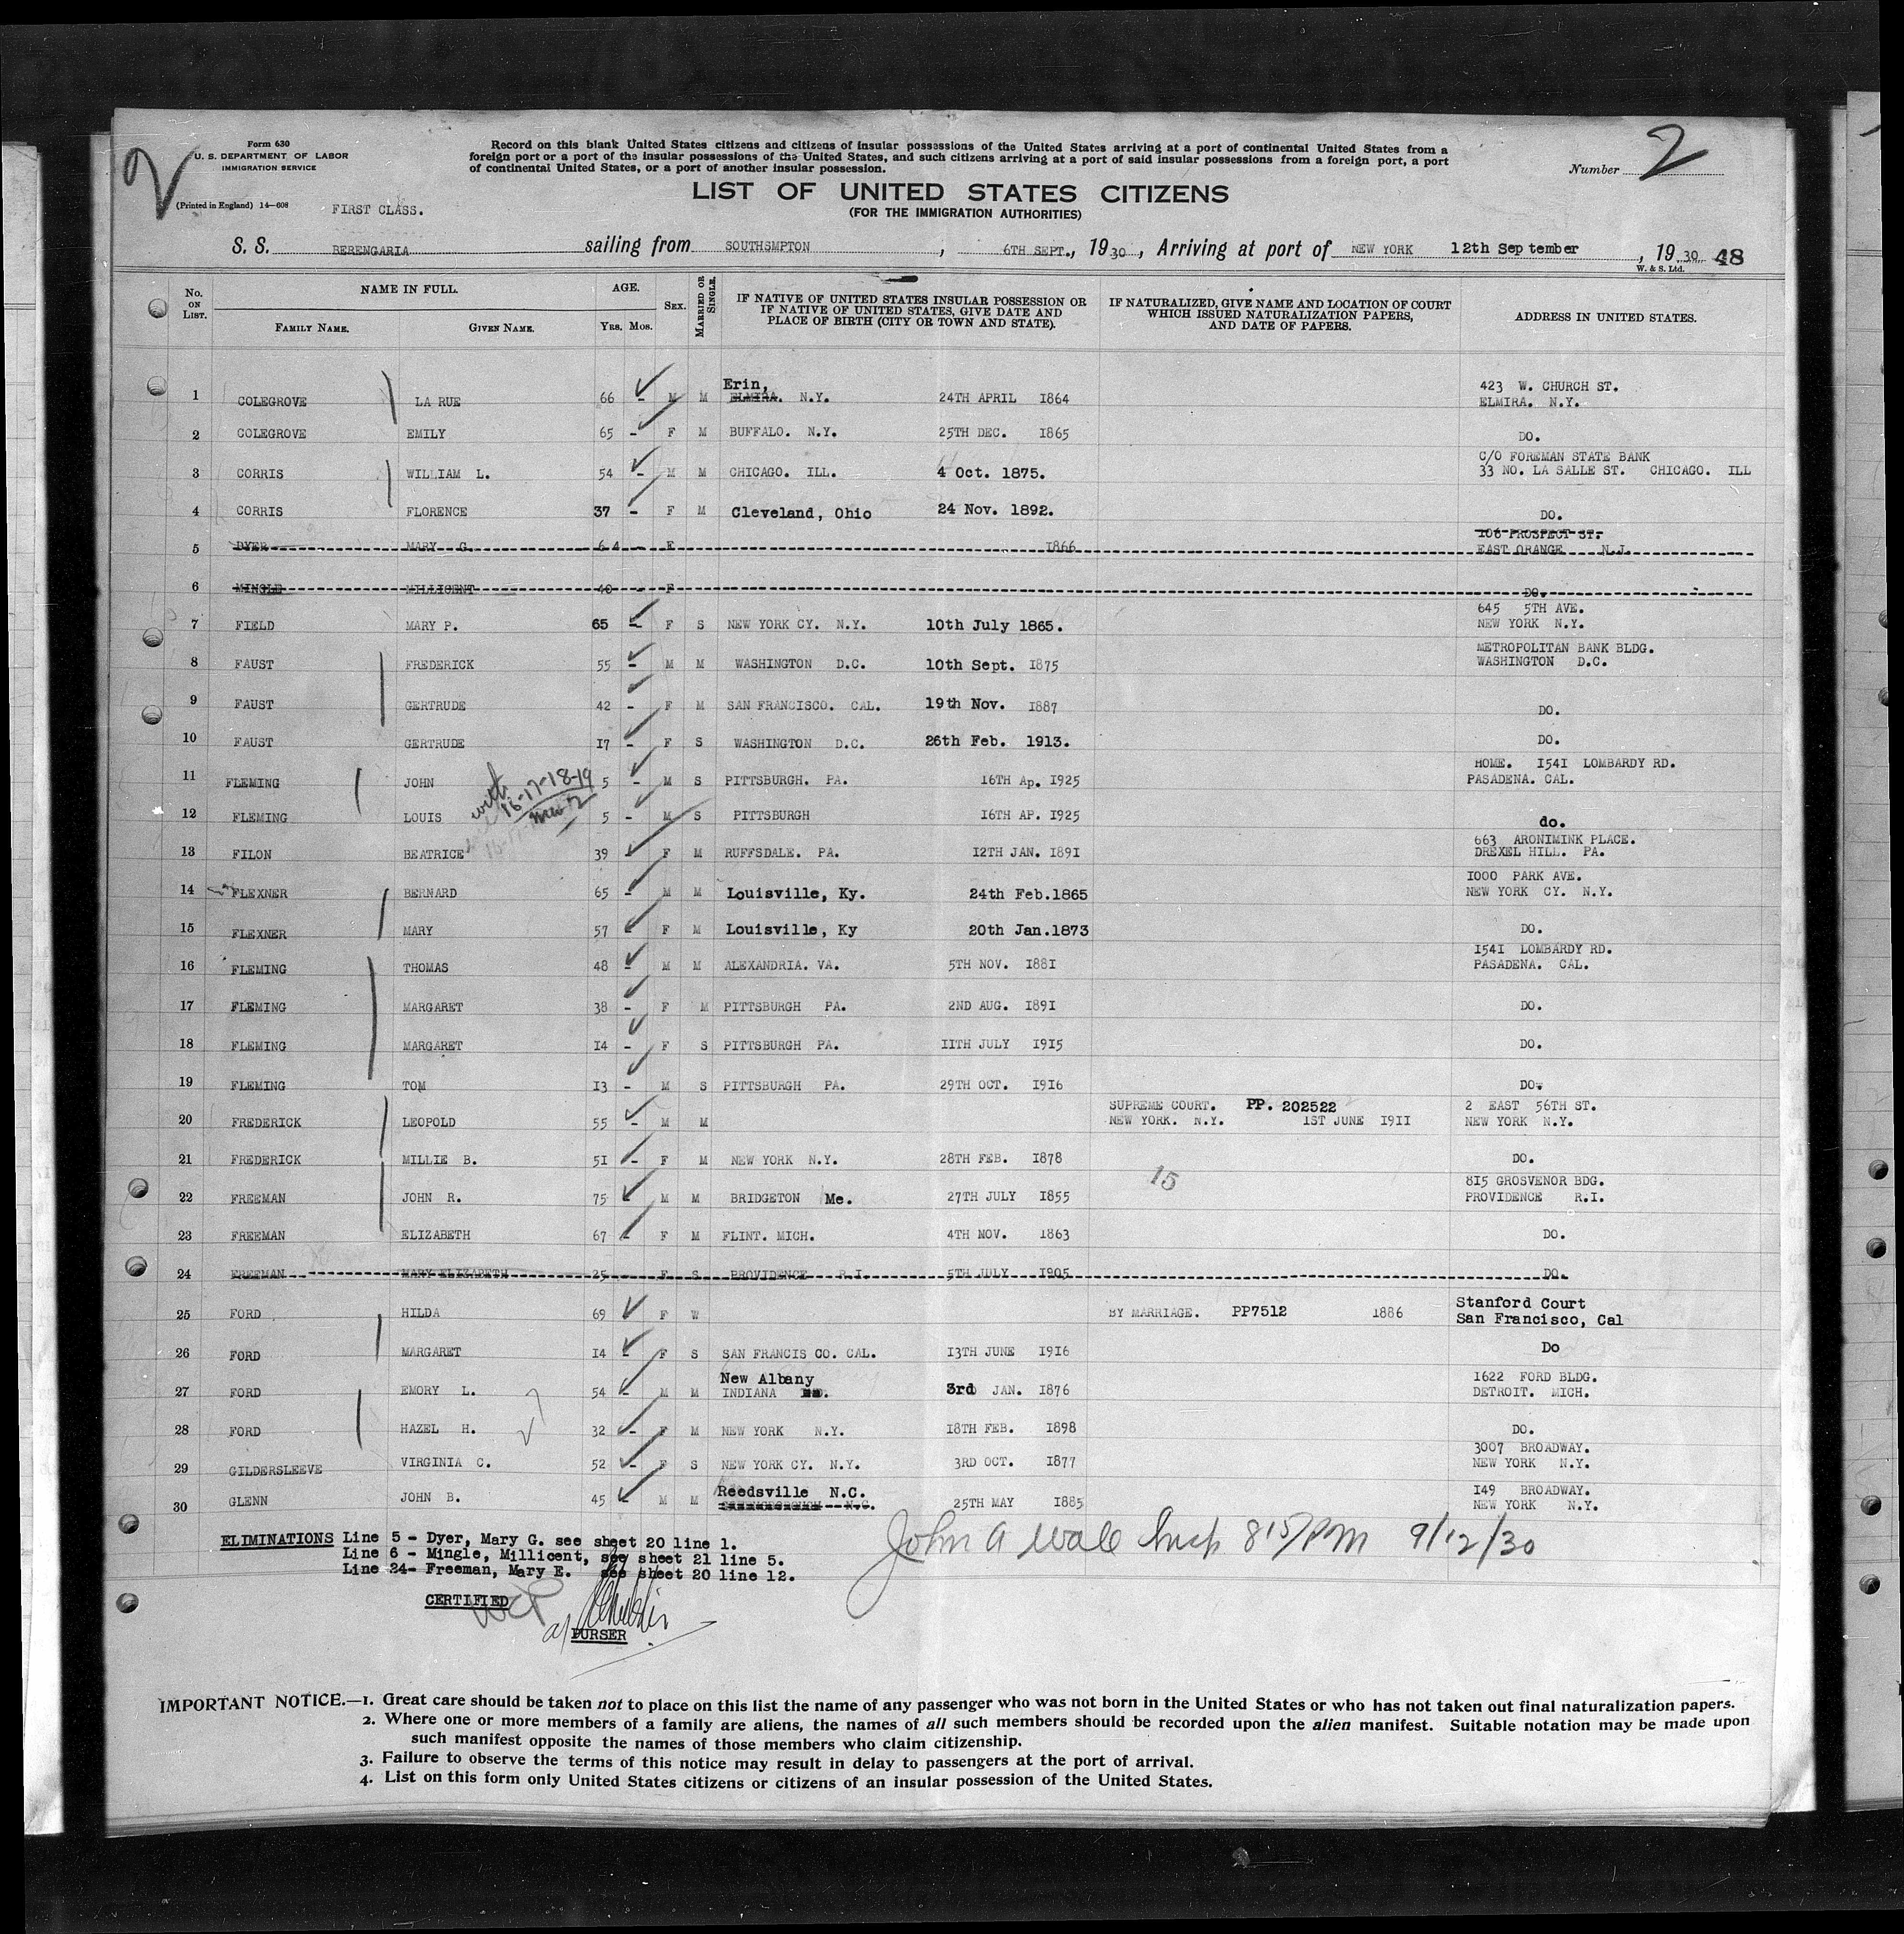 Form 630
U. S. DEPARTMENT OF LABOR
IMMIGRATION SERVICE
(Printed in England) 14—608
2
Record on this blank United States citizens and citizens of insular possessions of the United States arriving at a port of continental United States from a
foreign port or a port of the insular possessions of the United States, and such citizens arriving at a port of said insular possessions from a foreign port, a port
of continental United States, or a port of another insular possession.
Number 2
LIST OF UNITED STATES CITIZENS
(FOR THE IMMIGRATION AUTHORITIES)
FIRST CLASS.
S. S. BERENGARIA sailing from SOUTHSMPTON, 6TH SEPT., 1930, Arriving at port of NEW YORK 12th September, 1930 48
W. & S. Ltd.
No. ON LIST. NAME IN FULL. FAMILY NAME. GIVEN NAME. AGE. YRS. MOS. SEX. MARRIED OR SINGLE. IF NATIVE OF UNITED STATES INSULAR POSSESSION OR IF NATIVE OF UNITED STATES, GIVE DATE AND PLACE OF BIRTH (CITY OR TOWN AND STATE). IF NATURALIZED, GIVE NAME AND LOCATION OF COURT WHICH ISSUED NATURALIZATION PAPERS, AND DATE OF PAPERS. ADDRESS IN UNITED STATES.
1 COLEGROVE LA RUE 66 - M M Erin, ELMIRA. N.Y. 24TH APRIL 1864 423 W. CHURCH ST. ELMIRA. N.Y.
2 COLEGROVE EMILY 65 - F M BUFFALO. N.Y. 25TH DEC. 1865 DO.
3 CORRIS WILLIAM L. 54 - M M CHICAGO. ILL. 4 Oct. 1875. C/O FOREMAN STATE BANK 33 NO. LA SALLE ST. CHICAGO. ILL
4 CORRIS FLORENCE 37 - F M Cleveland, Ohio 24 Nov. 1892. DO.
5 DYER MARY G. 64 - F 1866 106 PROSPECT ST. EAST ORANGE N.J.
6 MINGLE MILLICENT 40 - F DO.
7 FIELD MARY P. 65 - F S NEW YORK CY. N.Y. 10th July 1865. 645 5TH AVE. NEW YORK N.Y.
8 FAUST FREDERICK 55 - M M WASHINGTON D.C. 10th Sept. 1875 METROPOLITAN BANK BLDG. WASHINGTON D.C.
9 FAUST GERTRUDE 42 - F M SAN FRANCISCO. CAL. 19th Nov. 1887 DO.
10 FAUST GERTRUDE 17 - F S WASHINGTON D.C. 26th Feb. 1913. DO.
11 FLEMING JOHN with 16-17-18-19 5 - M S PITTSBURGH. PA. 16TH Ap. 1925 HOME. 1541 LOMBARDY RD. PASADENA. CAL.
12 FLEMING LOUIS 5 - M S PITTSBURGH 16TH AP. 1925 do.
13 FILON BEATRICE 39 F M RUFFSDALE. PA. 12TH JAN. 1891 663 ARONIMINK PLACE. DREXEL HILL. PA.
14 FLEXNER BERNARD 65 - M M Louisville, Ky. 24th Feb.1865 1000 PARK AVE. NEW YORK CY. N.Y.
15 FLEXNER MARY 57 - F M Louisville, Ky 20th Jan.1873 DO.
16 FLEMING THOMAS 48 - M M ALEXANDRIA. VA. 5TH NOV. 1881 1541 LOMBARDY RD. PASADENA. CAL.
17 FLEMING MARGARET 38 - F M PITTSBURGH PA. 2ND AUG. 1891 DO.
18 FLEMING MARGARET 14 - F S PITTSBURGH PA. 11TH JULY 1915 DO.
19 FLEMING TOM 13 - M S PITTSBURGH PA. 29TH OCT. 1916 DO.
20 FREDERICK LEOPOLD 55 - M M SUPREME COURT. PP. 202522 NEW YORK. N.Y. 1ST JUNE 1911 2 EAST 56TH ST. NEW YORK N.Y.
21 FREDERICK MILLIE B. 51 - F M NEW YORK N.Y. 28TH FEB. 1878 DO.
15
22 FREEMAN JOHN R. 75 - M M BRIDGETON Me. 27TH JULY 1855 815 GROSVENOR BDG. PROVIDENCE R.I.
23 FREEMAN ELIZABETH 67 - F M FLINT. MICH. 4TH NOV. 1863 DO.
24 FREEMAN MARY ELIZABETH 25 F S PROVIDENCE R.I. 5TH JULY 1905 DO.
25 FORD HILDA 69 F W BY MARRIAGE. PP7512 1886 Stanford Court San Francisco, Cal
26 FORD MARGARET 14 - F S SAN FRANCIS CO. CAL. 13TH JUNE 1916 Do
27 FORD EMORY L. 54 - M M New Albany INDIANA 3rd JAN. 1876 1622 FORD BLDG. DETROIT. MICH.
28 FORD HAZEL H. 32 - F M NEW YORK N.Y. 18TH FEB. 1898 DO.
29 GILDERSLEEVE VIRGINIA C. 52 - F S NEW YORK CY. N.Y. 3RD OCT. 1877 3007 BROADWAY. NEW YORK N.Y.
30 GLENN JOHN B. 45 - M M Reedsville N.C. N.C. 25TH MAY 1885 149 BROADWAY. NEW YORK N.Y.
ELIMINATIONS Line 5 - Dyer, Mary G. see sheet 20 line 1.
Line 6 - Mingle, Millicent, see sheet 21 line 5.
Line 24- Freeman, Mary E. see sheet 20 line 12.
John A Wale Insp 815/PM 9/12/30
CERTIFIED
PURSER
IMPORTANT NOTICE.—1. Great care should be taken not to place on this list the name of any passenger who was not born in the United States or who has not taken out final naturalization papers.
2. Where one or more members of a family are aliens, the names of all such members should be recorded upon the alien manifest. Suitable notation may be made upon
such manifest opposite the names of those members who claim citizenship.
3. Failure to observe the terms of this notice may result in delay to passengers at the port of arrival.
4. List on this form only United States citizens or citizens of an insular possession of the United States.